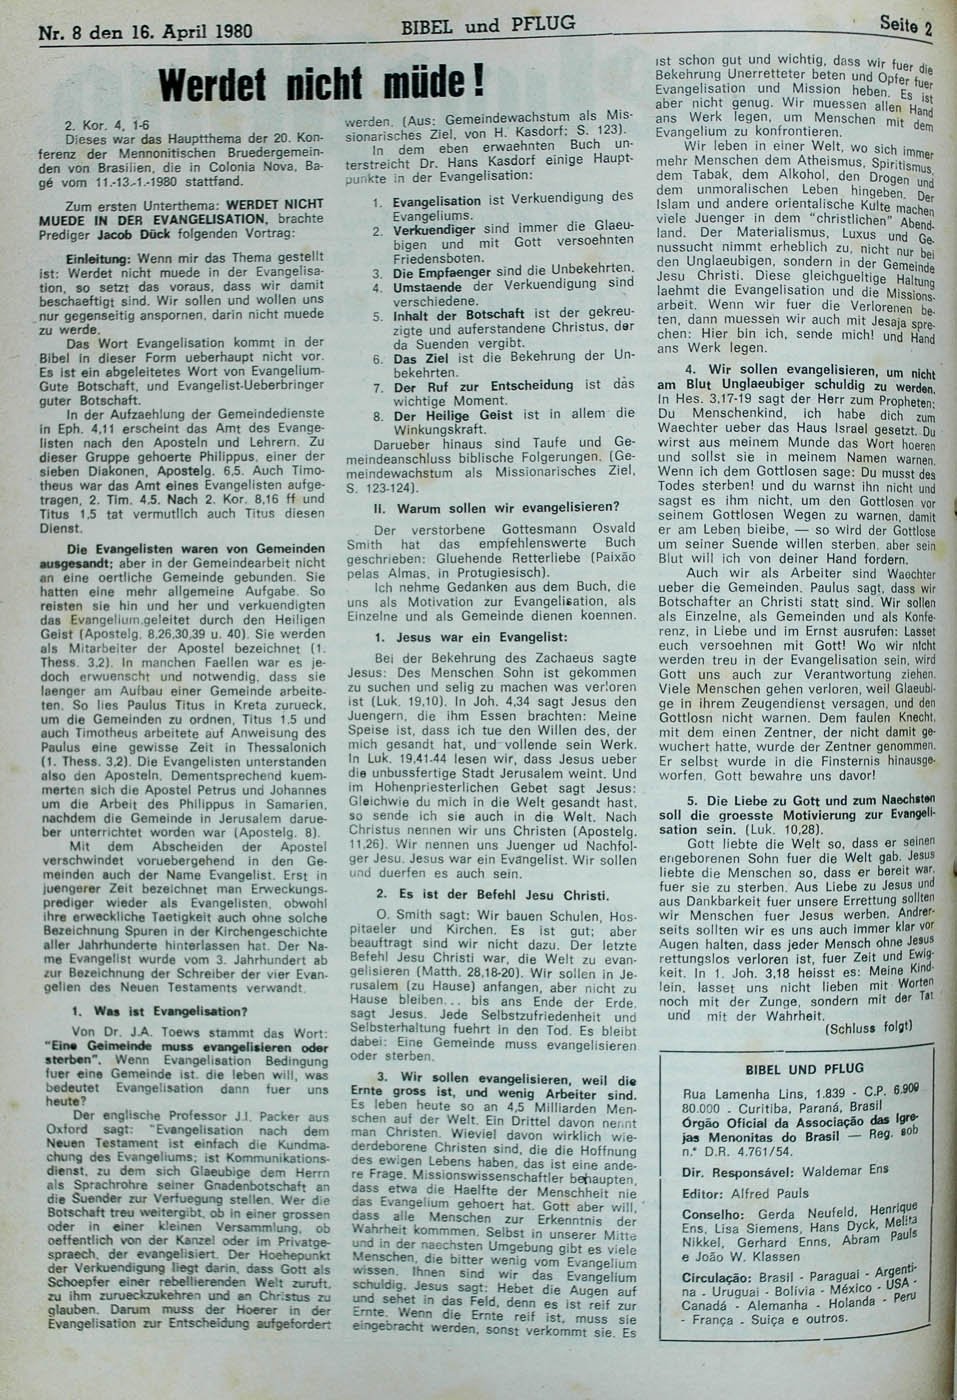 Nr. 8 den 16. April 1980
BIBEL und PFLUG
Seite 2
Werdet nicht müde!
2. Kor. 4, 1-6
Dieses war das Hauptthema der 20. Kon-
ferenz der Mennonitischen Bruedergemein-
den von Brasilien, die in Colonia Nova, Ba-
gé vom 11.-13.-1.-1980 stattfand.
Zum ersten Unterthema: WERDET NICHT
MUEDE IN DER EVANGELISATION, brachte
Prediger Jacob Dück folgenden Vortrag:
Einleitung: Wenn mir das Thema gestellt
ist: Werdet nicht muede in der Evangelisa-
tion, so setzt das voraus, dass wir damit
beschaeftigt sind. Wir sollen und wollen uns
nur gegenseitig anspornen, darin nicht muede
zu werde.
Das Wort Evangelisation kommt in der
Bibel in dieser Form ueberhaupt nicht vor.
Es ist ein abgeleitetes Wort von Evangelium-
Gute Botschaft, und Evangelist-Ueberbringer
guter Botschaft.
In der Aufzaehlung der Gemeindedienste
in Eph. 4,11 erscheint das Amt des Evange-
listen nach den Aposteln und Lehrern. Zu
dieser Gruppe gehoerte Philippus, einer der
sieben Diakonen, Apostelg. 6,5. Auch Timo-
theus war das Amt eines Evangelisten aufge-
tragen, 2. Tim. 4,5. Nach 2. Kor. 8,16 ff und
Titus 1,5 tat vermutlich auch Titus diesen
Dienst.
Die Evangelisten waren von Gemeinden
ausgesandt; aber in der Gemeindearbeit nicht
an eine oertliche Gemeinde gebunden. Sie
hatten eine mehr allgemeine Aufgabe. So
reisten sie hin und her und verkuendigten
das Evangelium,geleitet durch den Heiligen
Geist (Apostelg. 8,26,30,39 u. 40). Sie werden
als Mitarbeiter der Apostel bezeichnet (1.
Thess. 3,2). In manchen Faellen war es je-
doch erwuenscht und notwendig, dass sie
laenger am Aufbau einer Gemeinde arbeite-
ten. So lies Paulus Titus in Kreta zurueck,
um die Gemeinden zu ordnen, Titus 1,5 und
auch Timotheus arbeitete auf Anweisung des
Paulus eine gewisse Zeit in Thessalonich
(1. Thess. 3,2). Die Evangelisten unterstanden
also den Aposteln. Dementsprechend kuem-
merten sich die Apostel Petrus und Johannes
um die Arbeit des Philippus in Samarien,
nachdem die Gemeinde in Jerusalem darue-
ber unterrichtet worden war (Apostelg. 8).
Mit dem Abscheiden der Apostel
verschwindet voruebergehend in den Ge-
meinden auch der Name Evangelist. Erst in
juengerer Zeit bezeichnet man Erweckungs-
prediger wieder als Evangelisten, obwohl
ihre erweckliche Taetigkeit auch ohne solche
Bezeichnung Spuren in der Kirchengeschichte
aller Jahrhunderte hinterlassen hat. Der Na-
me Evangelist wurde vom 3. Jahrhundert ab
zur Bezeichnung der Schreiber der vier Evan-
gelien des Neuen Testaments verwandt.
1. Was ist Evangelisation?
Von Dr. J.A. Toews stammt das Wort:
"Eine Geimeinde muss evangelisieren oder
sterben". Wenn Evangelisation Bedingung
fuer eine Gemeinde ist, die leben will, was
bedeutet Evangelisation dann fuer uns
heute?
Der englische Professor J.I. Packer aus
Oxford sagt: "Evangelisation nach dem
Neuen Testament ist einfach die Kundma-
chung des Evangeliums; ist Kommunikations-
dienst, zu dem sich Glaeubige dem Herrn
als Sprachrohre seiner Gnadenbotschaft an
die Suender zur Verfuegung stellen. Wer die
Botschaft treu weitergibt, ob in einer grossen
oder in einer kleinen Versammlung, ob
oeffentlich von der Kanzel oder im Privatge-
spraech, der evangelisiert. Der Hoehepunkt
der Verkuendigung liegt darin, dass Gott als
Schoepfer einer rebellierenden Welt zuruft,
zu ihm zurueckzukehren und an Christus zu
glauben. Darum muss der Hoerer in der
Evangelisation zur Entscheidung aufgefordert
werden. (Aus: Gemeindewachstum als Mis-
sionarisches Ziel, von H. Kasdorf: S. 123).
In dem eben erwaehnten Buch un-
terstreicht Dr. Hans Kasdorf einige Haupt-
punkte in der Evangelisation:
1. Evangelisation ist Verkuendigung des
Evangeliums.
2. Verkuendiger sind immer die Glaeu-
bigen und mit Gott versoehnten
Friedensboten.
3. Die Empfaenger sind die Unbekehrten.
4. Umstaende der Verkuendigung sind
verschiedene.
5. Inhalt der Botschaft ist der gekreu-
zigte und auferstandene Christus, der
da Suenden vergibt.
6. Das Ziel ist die Bekehrung der Un-
bekehrten.
7. Der Ruf zur Entscheidung ist das
wichtige Moment.
8. Der Heilige Geist ist in allem die
Winkungskraft.
Darueber hinaus sind Taufe und Ge-
meindeanschluss biblische Folgerungen. (Ge-
meindewachstum als Missionarisches Ziel,
S. 123-124).
II. Warum sollen wir evangelisieren?
Der verstorbene Gottesmann Osvald
Smith hat das empfehlenswerte Buch
geschrieben: Gluehende Retterliebe (Paixão
pelas Almas, in Protugiesisch).
Ich nehme Gedanken aus dem Buch, die
uns als Motivation zur Evangelisation, als
Einzelne und als Gemeinde dienen koennen.
1. Jesus war ein Evangelist:
Bei der Bekehrung des Zachaeus sagte
Jesus: Des Menschen Sohn ist gekommen
zu suchen und selig zu machen was verloren
ist (Luk. 19,10). In Joh. 4,34 sagt Jesus den
Juengern, die ihm Essen brachten: Meine
Speise ist, dass ich tue den Willen des, der
mich gesandt hat, und vollende sein Werk.
In Luk. 19,41-44 lesen wir, dass Jesus ueber
die unbussfertige Stadt Jerusalem weint. Und
im Hohenpriesterlichen Gebet sagt Jesus:
Gleichwie du mich in die Welt gesandt hast,
so sende ich sie auch in die Welt. Nach
Christus nennen wir uns Christen (Apostelg.
11,26). Wir nennen uns Juenger ud Nachfol-
ger Jesu. Jesus war ein Evangelist. Wir sollen
und duerfen es auch sein.
2. Es ist der Befehl Jesu Christi.
O. Smith sagt: Wir bauen Schulen, Hos-
pitaeler und Kirchen. Es ist gut; aber
beauftragt sind wir nicht dazu. Der letzte
Befehl Jesu Christi war, die Welt zu evan-
gelisieren (Matth. 28,18-20). Wir sollen in Je-
rusalem (zu Hause) anfangen, aber nicht zu
Hause bleiben... bis ans Ende der Erde,
sagt Jesus. Jede Selbstzufriedenheit und
Selbsterhaltung fuehrt in den Tod. Es bleibt
dabei: Eine Gemeinde muss evangelisieren
oder sterben.
3. Wir sollen evangelisieren, weil die
Ernte gross ist, und wenig Arbeiter sind.
Es leben heute so an 4,5 Milliarden Men-
schen auf der Welt. Ein Drittel davon nennt
man Christen. Wieviel davon wirklich wie-
derdeborene Christen sind, die die Hoffnung
des ewigen Lebens haben, das ist eine ande-
re Frage. Missionswissenschaftler behaupten,
dass etwa die Haelfte der Menschheit nie
das Evangelium gehoert hat. Gott aber will,
dass alle Menschen zur Erkenntnis der
Wahrheit kommmen. Selbst in unserer Mitte
und in der naechsten Umgebung gibt es viele
Menschen, die bitter wenig vom Evangelium
wissen. Ihnen sind wir das Evangelium
schuldig. Jesus sagt: Hebet die Augen auf
und sehet in das Feld, denn es ist reif zur
Ernte. Wenn die Ernte reif ist, muss sie
eingebracht werden, sonst verkommt sie. Es
ist schon gut und wichtig, dass wir fuer die
Bekehrung Unerretteter beten und Opfer fuer
Evangelisation und Mission heben. Es ist
aber nicht genug. Wir muessen allen Hand
ans Werk legen, um Menschen mit dem
Evangelium zu konfrontieren.
Wir leben in einer Welt, wo sich immer
mehr Menschen dem Atheismus, Spiritismus,
dem Tabak, dem Alkohol, den Drogen und
dem unmoralischen Leben hingeben. Der
Islam und andere orientalische Kulte machen
viele Juenger in dem "christlichen" Abend-
land. Der Materialismus, Luxus und Ge-
nussucht nimmt erheblich zu, nicht nur bei
den Unglaeubigen, sondern in der Gemeinde
Jesu Christi. Diese gleichgueltige Haltung
laehmt die Evangelisation und die Missions-
arbeit. Wenn wir fuer die Verlorenen be-
ten, dann muessen wir auch mit Jesaja spre-
chen: Hier bin ich, sende mich! und Hand
ans Werk legen.
4. Wir sollen evangelisieren, um nicht
am Blut Unglaeubiger schuldig zu werden.
In Hes. 3,17-19 sagt der Herr zum Propheten:
Du Menschenkind, ich habe dich zum
Waechter ueber das Haus Israel gesetzt. Du
wirst aus meinem Munde das Wort hoeren
und sollst sie in meinem Namen warnen.
Wenn ich dem Gottlosen sage: Du musst des
Todes sterben! und du warnst ihn nicht und
sagst es ihm nicht, um den Gottlosen vor
seinem Gottlosen Wegen zu warnen, damit
er am Leben bleibe, — so wird der Gottlose
um seiner Suende willen sterben, aber sein
Blut will ich von deiner Hand fordern.
Auch wir als Arbeiter sind Waechter
ueber die Gemeinden. Paulus sagt, dass wir
Botschafter an Christi statt sind. Wir sollen
als Einzelne, als Gemeinden und als Konfe-
renz, in Liebe und im Ernst ausrufen: Lasset
euch versoehnen mit Gott! Wo wir nicht
werden treu in der Evangelisation sein, wird
Gott uns auch zur Verantwortung ziehen.
Viele Menschen gehen verloren, weil Glaeubi-
ge in ihrem Zeugendienst versagen, und den
Gottlosn nicht warnen. Dem faulen Knecht,
mit dem einen Zentner, der nicht damit ge-
wuchert hatte, wurde der Zentner genommen.
Er selbst wurde in die Finsternis hinausge-
worfen. Gott bewahre uns davor!
5. Die Liebe zu Gott und zum Naechsten
soll die groesste Motivierung zur Evangeli-
sation sein. (Luk. 10,28).
Gott liebte die Welt so, dass er seinen
eingeborenen Sohn fuer die Welt gab. Jesus
liebte die Menschen so, dass er bereit war,
fuer sie zu sterben. Aus Liebe zu Jesus und
aus Dankbarkeit fuer unsere Errettung sollten
wir Menschen fuer Jesus werben. Andrer-
seits sollten wir es uns auch immer klar vor
Augen halten, dass jeder Mensch ohne Jesus
rettungslos verloren ist, fuer Zeit und Ewig-
keit. In 1. Joh. 3,18 heisst es: Meine Kind-
lein, lasset uns nicht lieben mit Worten
noch mit der Zunge, sondern mit der Tat
und mit der Wahrheit.
(Schluss folgt)
BIBEL UND PFLUG
Rua Lamenha Lins, 1.839 - C.P. 6.909
80.000 - Curitiba, Paraná, Brasil
Órgão Oficial da Associação das Igre-
jas Menonitas do Brasil — Reg. sob
n.º D.R. 4.761/54.
Dir. Responsável: Waldemar Ens
Editor: Alfred Pauls
Conselho: Gerda Neufeld, Henrique
Ens, Lisa Siemens, Hans Dyck, Melita
Nikkel, Gerhard Enns, Abram Pauls
e João W. Klassen
Circulação: Brasil - Paraguai - Argenti-
na - Uruguai - Bolívia - México - USA -
Canadá - Alemanha - Holanda - Peru
- França - Suiça e outros.